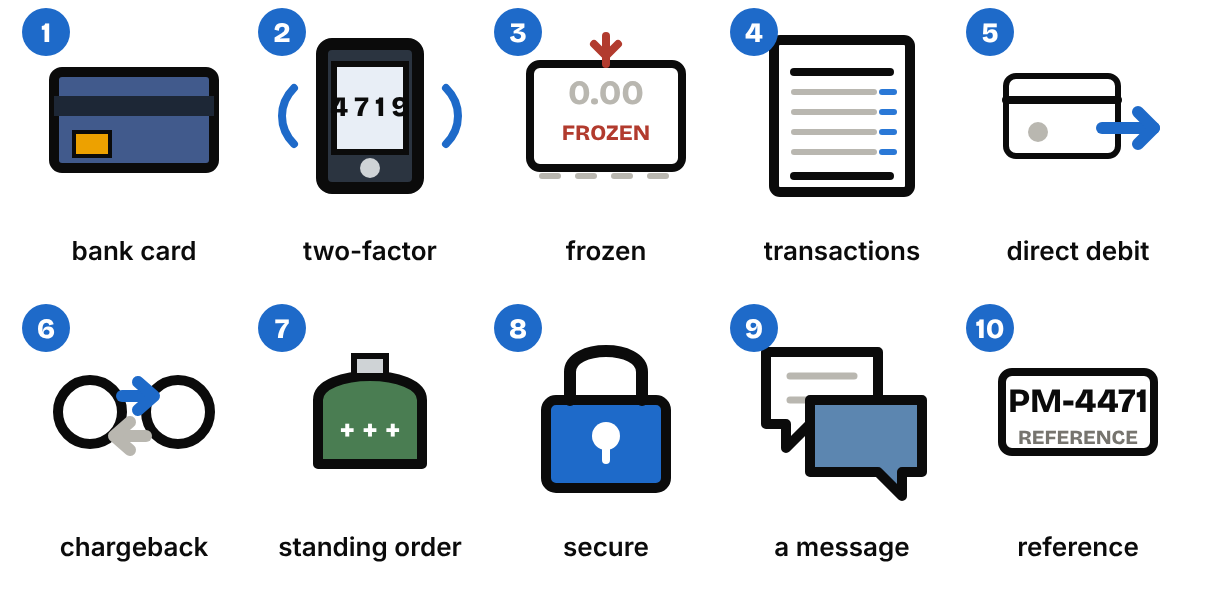 1
2
3
4
5
4719
0.00
FROZEN
bank card
two-factor
frozen
transactions
direct debit
6
7
8
9
10
+ + +
PM-4471
REFERENCE
chargeback
standing order
secure
a message
reference